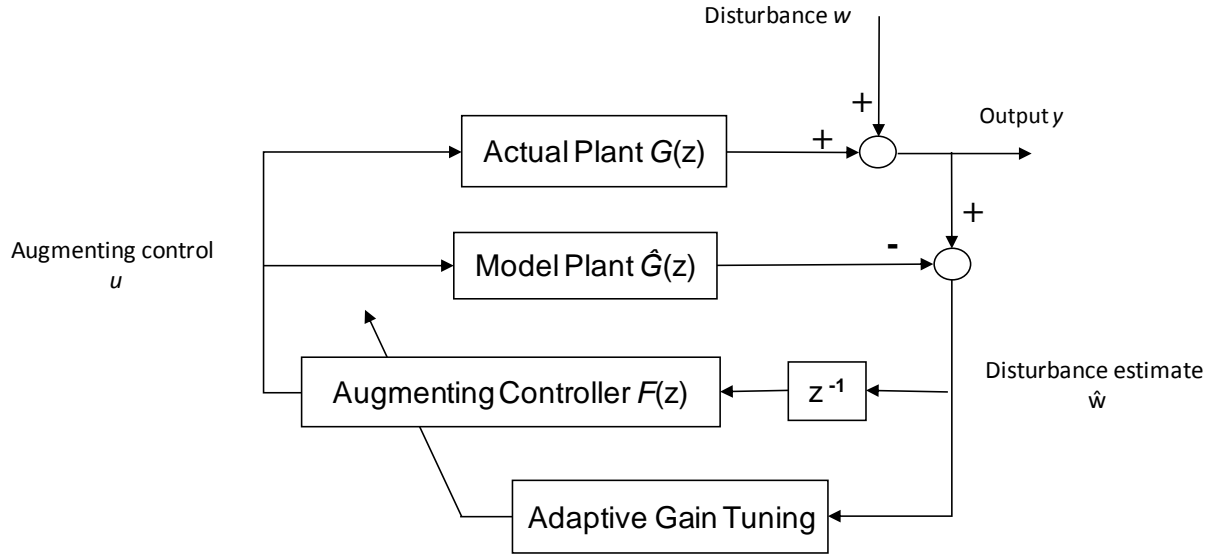 Disturbance w
+
+
Output y
Actual Plant G(z)
+
Augmenting control
u
-
Model Plant Ĝ(z)
Augmenting Controller F(z)
z -1
Disturbance estimate
ŵ
Adaptive Gain Tuning